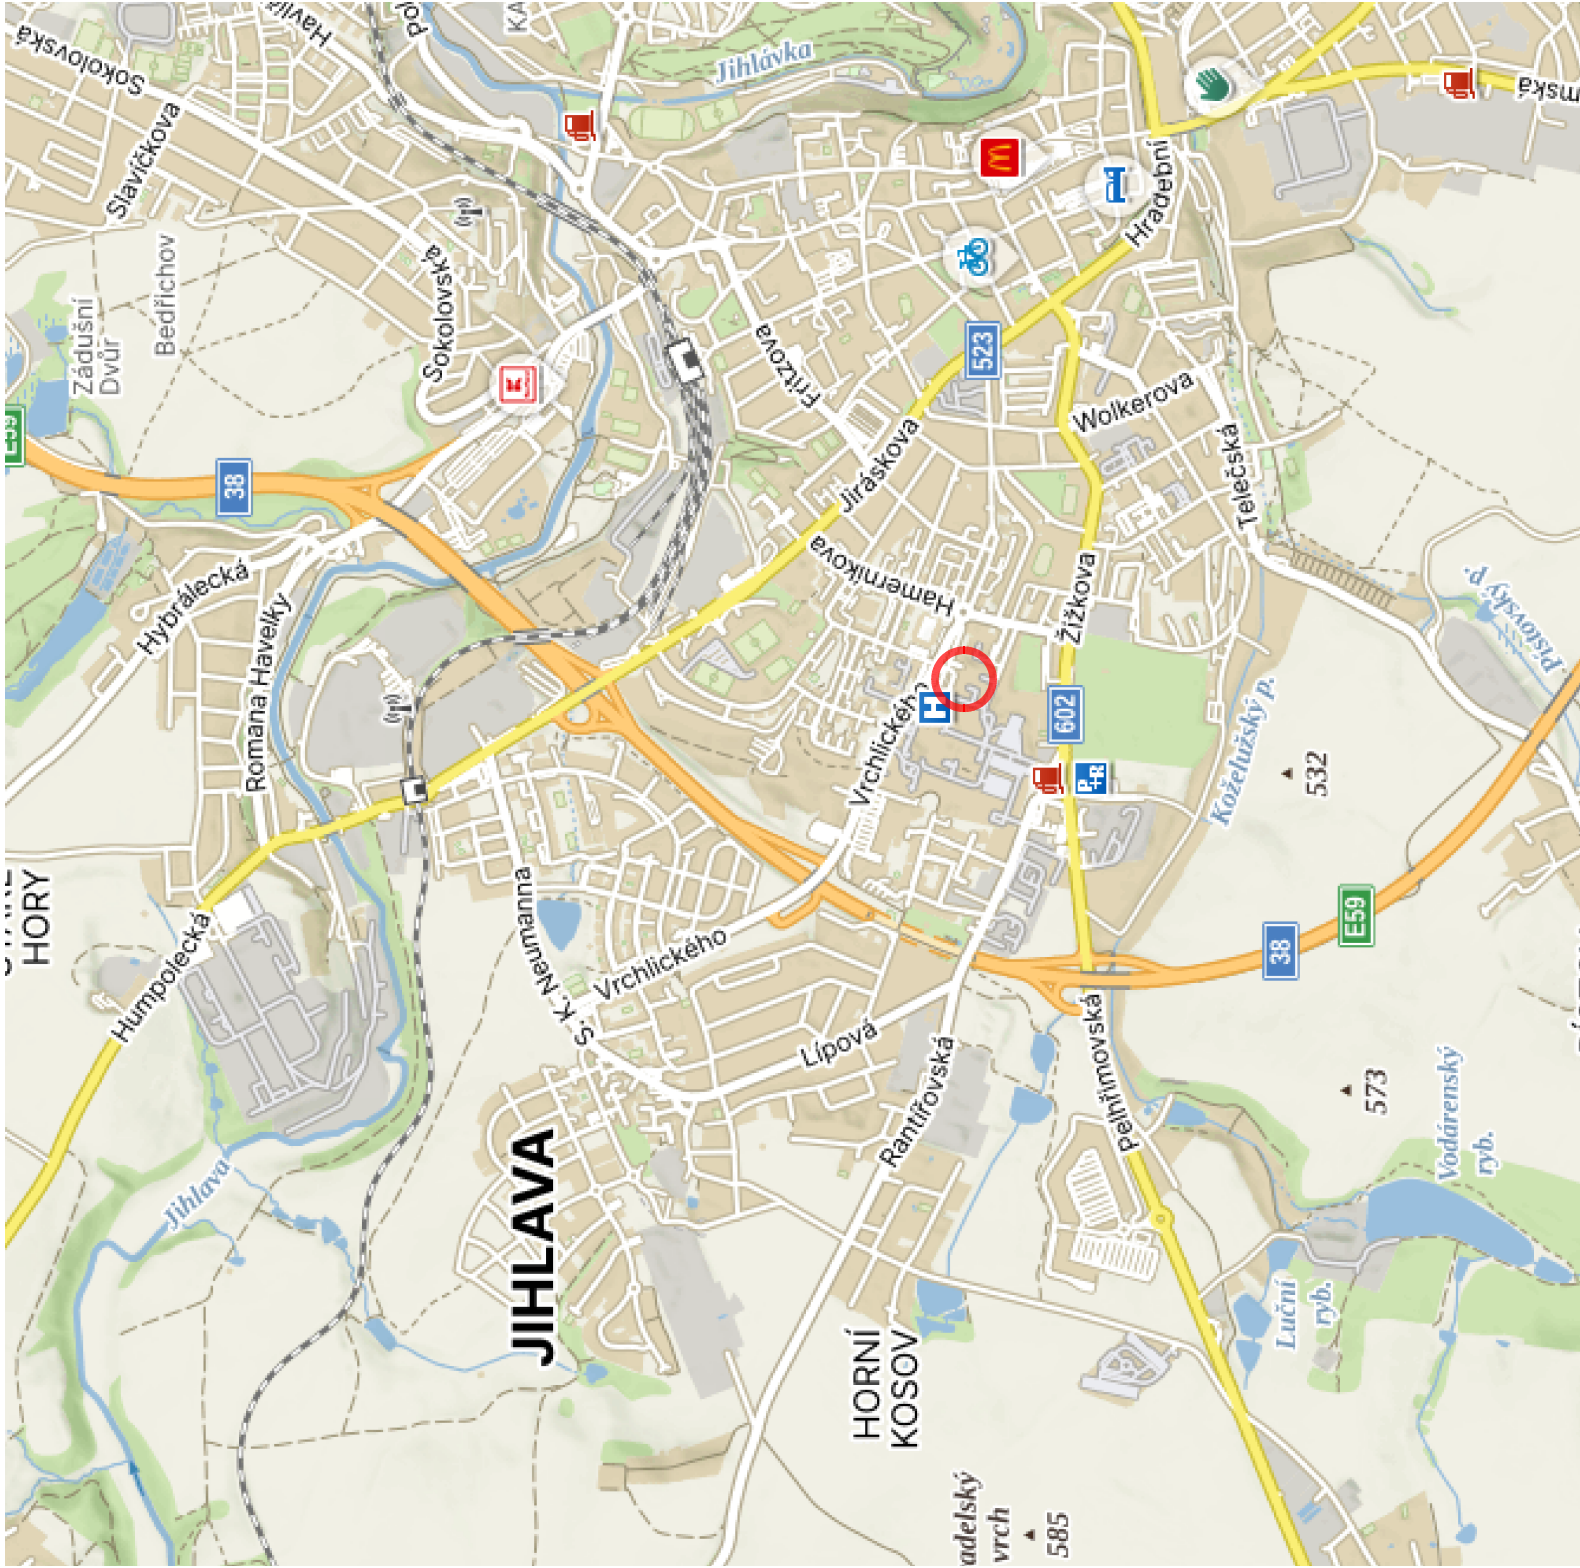 Sokolovská
Slavíčkova
Bedřichov
Zádušní
Dvůr
Sokolovská
E59
38
Hybrálecká
Romana Havelky
HORY
Humpolecká
Jihlava
JIHLAVA
S. K. Neumanna
Vrchlického
Lípová
Rantířovská
HORNÍ
KOSOV
vrch
585
Jihlávka
Fritzova
Jiráskova
Hamerníkova
Vrchlického
H
523
Hradební
Wolkerova
Telečská
Žižkova
602
P+R
Koželužský p.
532
Pístovský p.
38
E59
Pelhřimovská
573
Vodárenský
ryb.
Luční
ryb.